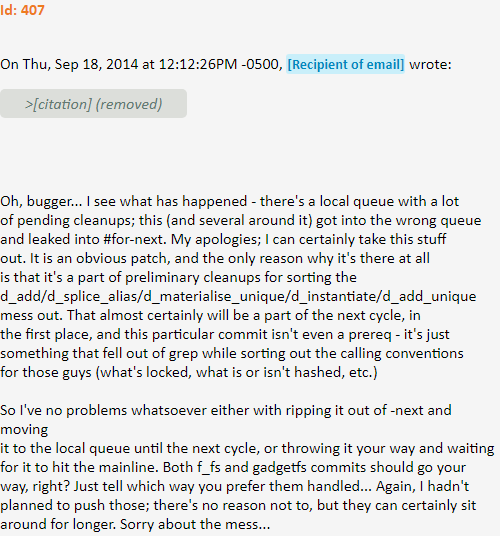 Id: 407
On Thu, Sep 18, 2014 at 12:12:26PM -0500, [Recipient of email] wrote:
>[citation] (removed)
Oh, bugger... I see what has happened - there's a local queue with a lot
of pending cleanups; this (and several around it) got into the wrong queue
and leaked into #for-next. My apologies; I can certainly take this stuff
out. It is an obvious patch, and the only reason why it's there at all
is that it's a part of preliminary cleanups for sorting the
d_add/d_splice_alias/d_materialise_unique/d_instantiate/d_add_unique
mess out. That almost certainly will be a part of the next cycle, in
the first place, and this particular commit isn't even a prereq - it's just
something that fell out of grep while sorting out the calling conventions
for those guys (what's locked, what is or isn't hashed, etc.)
So I've no problems whatsoever either with ripping it out of -next and
moving
it to the local queue until the next cycle, or throwing it your way and waiting
for it to hit the mainline. Both f_fs and gadgetfs commits should go your
way, right? Just tell which way you prefer them handled... Again, I hadn't
planned to push those; there's no reason not to, but they can certainly sit
around for longer. Sorry about the mess...